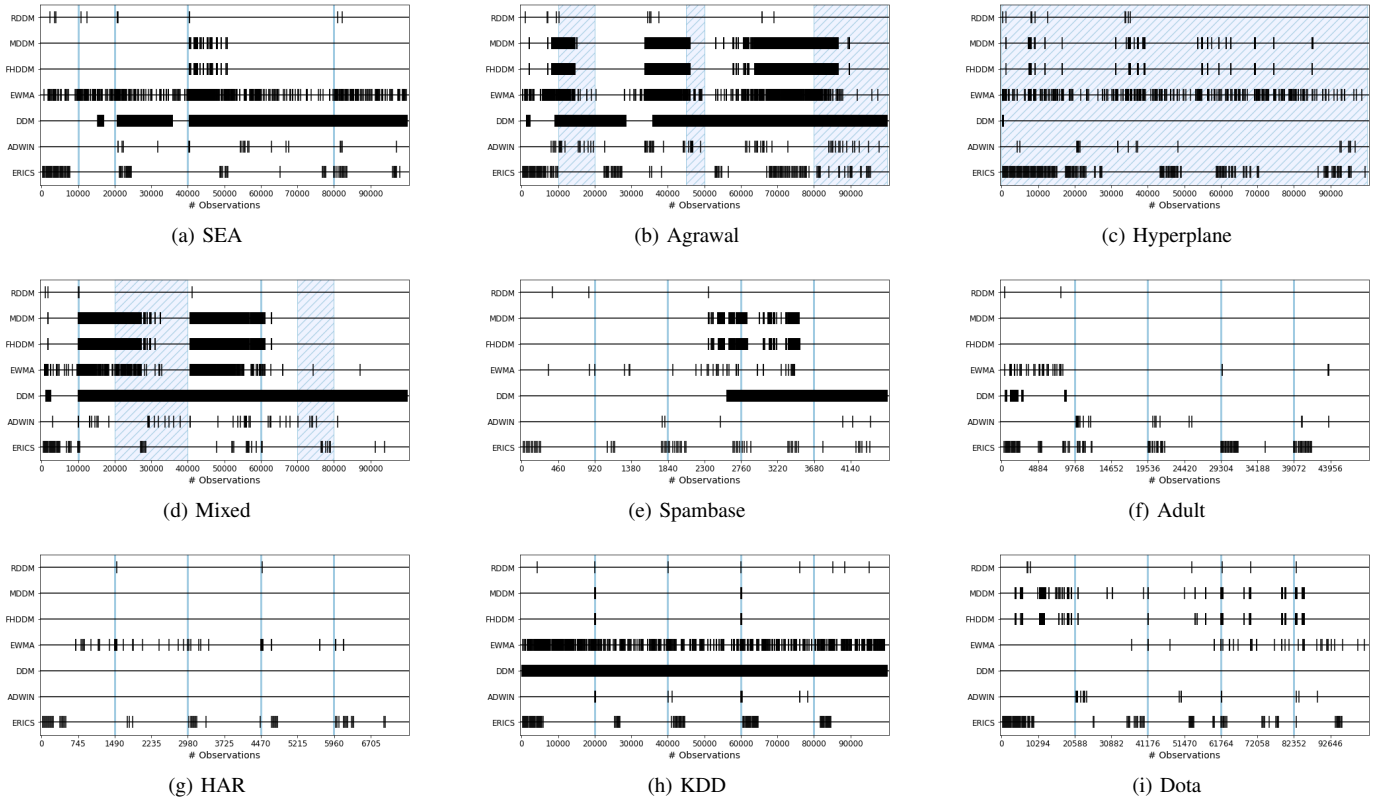 RDDM
MDDM
FHDDM
EWMA
DDM
ADWIN
ERICS
0 10000 20000 30000 40000 50000 60000 70000 80000 90000
# Observations
(a) SEA
RDDM
MDDM
FHDDM
EWMA
DDM
ADWIN
ERICS
0 10000 20000 30000 40000 50000 60000 70000 80000 90000
# Observations
(b) Agrawal
RDDM
MDDM
FHDDM
EWMA
DDM
ADWIN
ERICS
0 10000 20000 30000 40000 50000 60000 70000 80000 90000
# Observations
(c) Hyperplane
RDDM
MDDM
FHDDM
EWMA
DDM
ADWIN
ERICS
0 10000 20000 30000 40000 50000 60000 70000 80000 90000
# Observations
(d) Mixed
RDDM
MDDM
FHDDM
EWMA
DDM
ADWIN
ERICS
0 460 920 1380 1840 2300 2760 3220 3680 4140
# Observations
(e) Spambase
RDDM
MDDM
FHDDM
EWMA
DDM
ADWIN
ERICS
0 4884 9768 14652 19536 24420 29304 34188 39072 43956
# Observations
(f) Adult
RDDM
MDDM
FHDDM
EWMA
DDM
ADWIN
ERICS
0 745 1490 2235 2980 3725 4470 5215 5960 6705
# Observations
(g) HAR
RDDM
MDDM
FHDDM
EWMA
DDM
ADWIN
ERICS
0 10000 20000 30000 40000 50000 60000 70000 80000 90000
# Observations
(h) KDD
RDDM
MDDM
FHDDM
EWMA
DDM
ADWIN
ERICS
0 10294 20588 30882 41176 51470 61764 72058 82352 92646
# Observations
(i) Dota